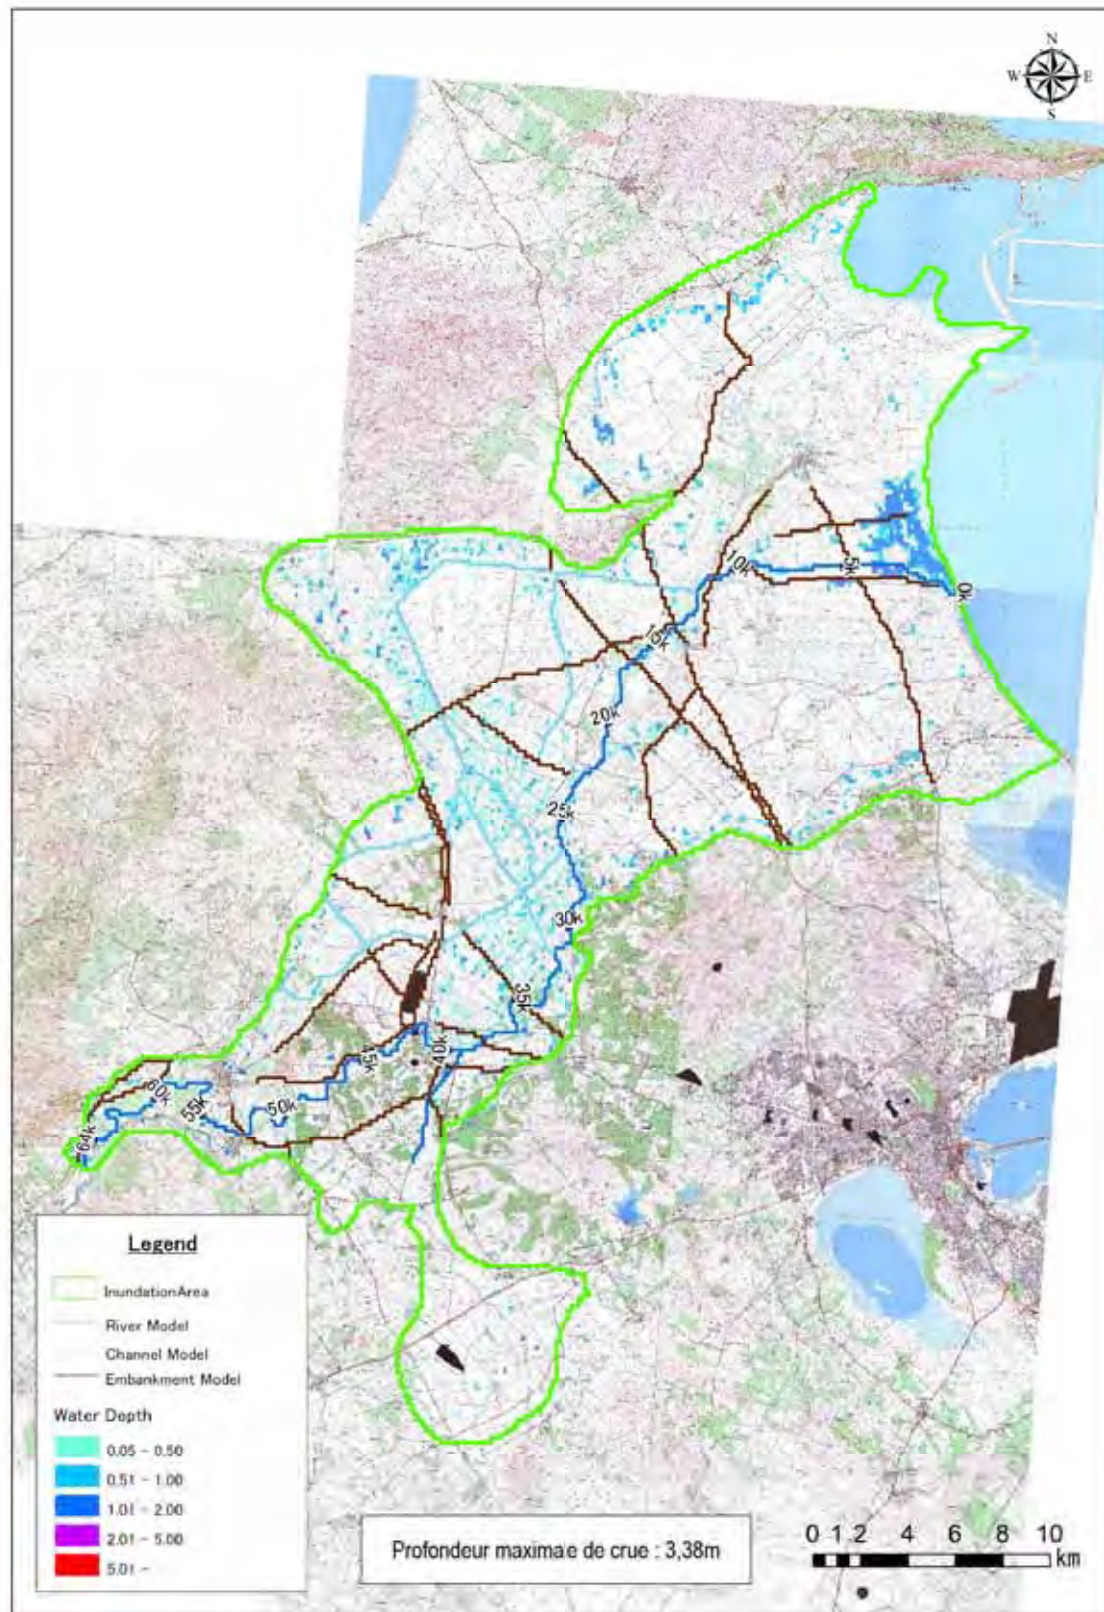 N
W E
S
10k
5k
0k
15k
20k
25k
30k
35k
40k
45k
50k
55k
60k
64k
Legend
InundationArea
River Model
Channel Model
Embankment Model
Water Depth
0.05 - 0.50
0.51 - 1.00
1.01 - 2.00
2.01 - 5.00
5.01 -
Profondeur maximae de crue : 3,38m
0 1 2 4 6 8 10
km